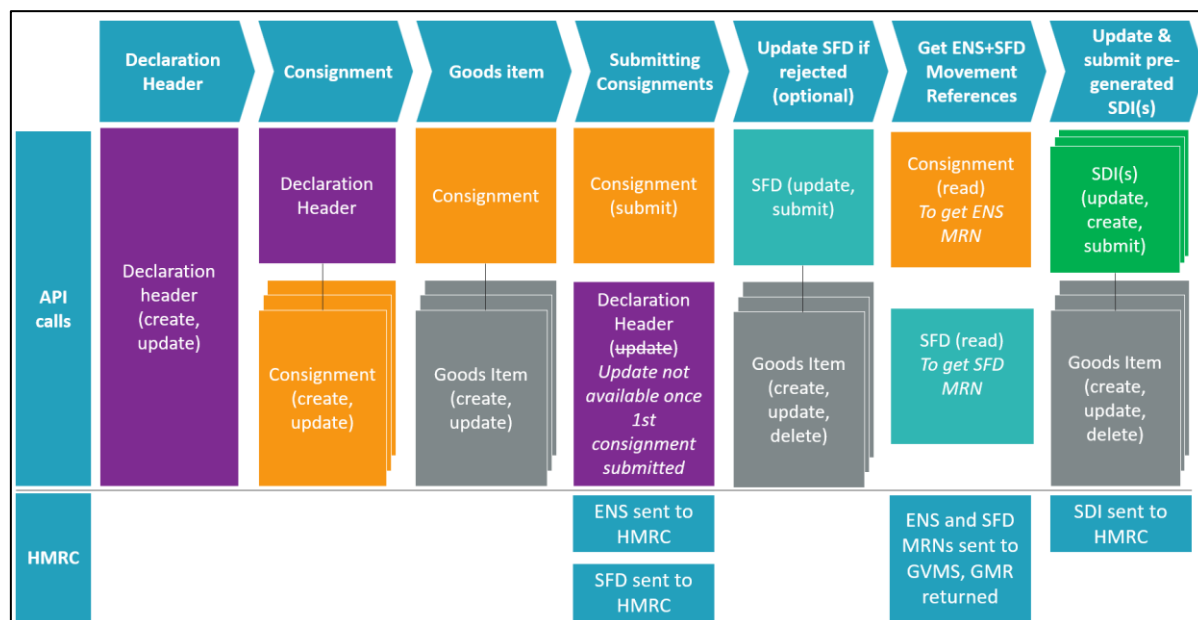 Declaration
Header
Consignment
Goods item
Submitting
Consignments
Update SFD if
rejected
(optional)
Get ENS+SFD
Movement
References
Update &
submit pre-
generated
SDI(s)
API
calls
Declaration
header
(create,
update)
Declaration
Header
Consignment
(create,
update)
Consignment
Goods Item
(create,
update)
Consignment
(submit)
Declaration
Header
(update)
Update not
available once
1st
consignment
submitted
SFD (update,
submit)
Goods Item
(create,
update,
delete)
Consignment
(read)
To get ENS
MRN
SFD (read)
To get SFD
MRN
SDI(s)
(update,
create,
submit)
Goods Item
(create,
update,
delete)
HMRC
ENS sent to
HMRC
SFD sent to
HMRC
ENS and SFD
MRNs sent to
GVMS, GMR
returned
SDI sent to
HMRC